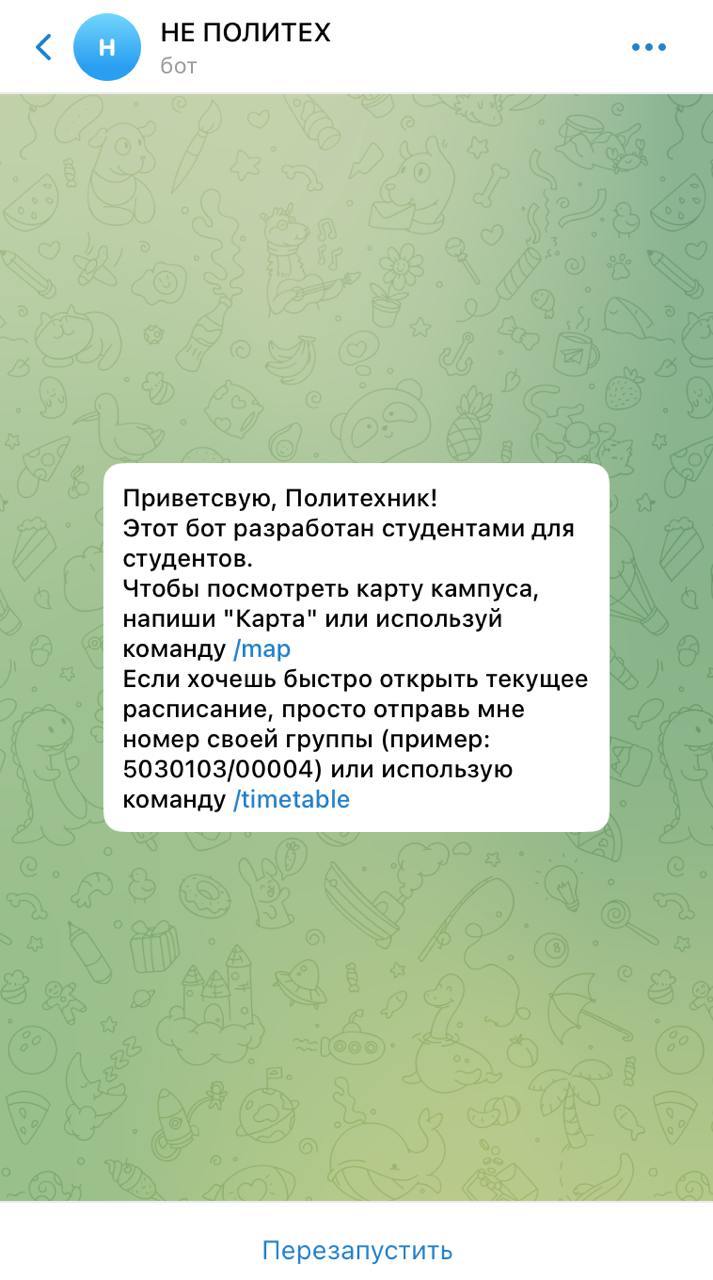 НЕ ПОЛИТЕХ
Н
бот
Приветсвую, Политехник!
Этот бот разработан студентами для
студентов.
Чтобы посмотреть карту кампуса,
напиши "Карта" или используй
команду /map
Если хочешь быстро открыть текущее
расписание, просто отправь мне
номер своей группы (пример:
5030103/00004) или использую
команду /timetable
Перезапустить